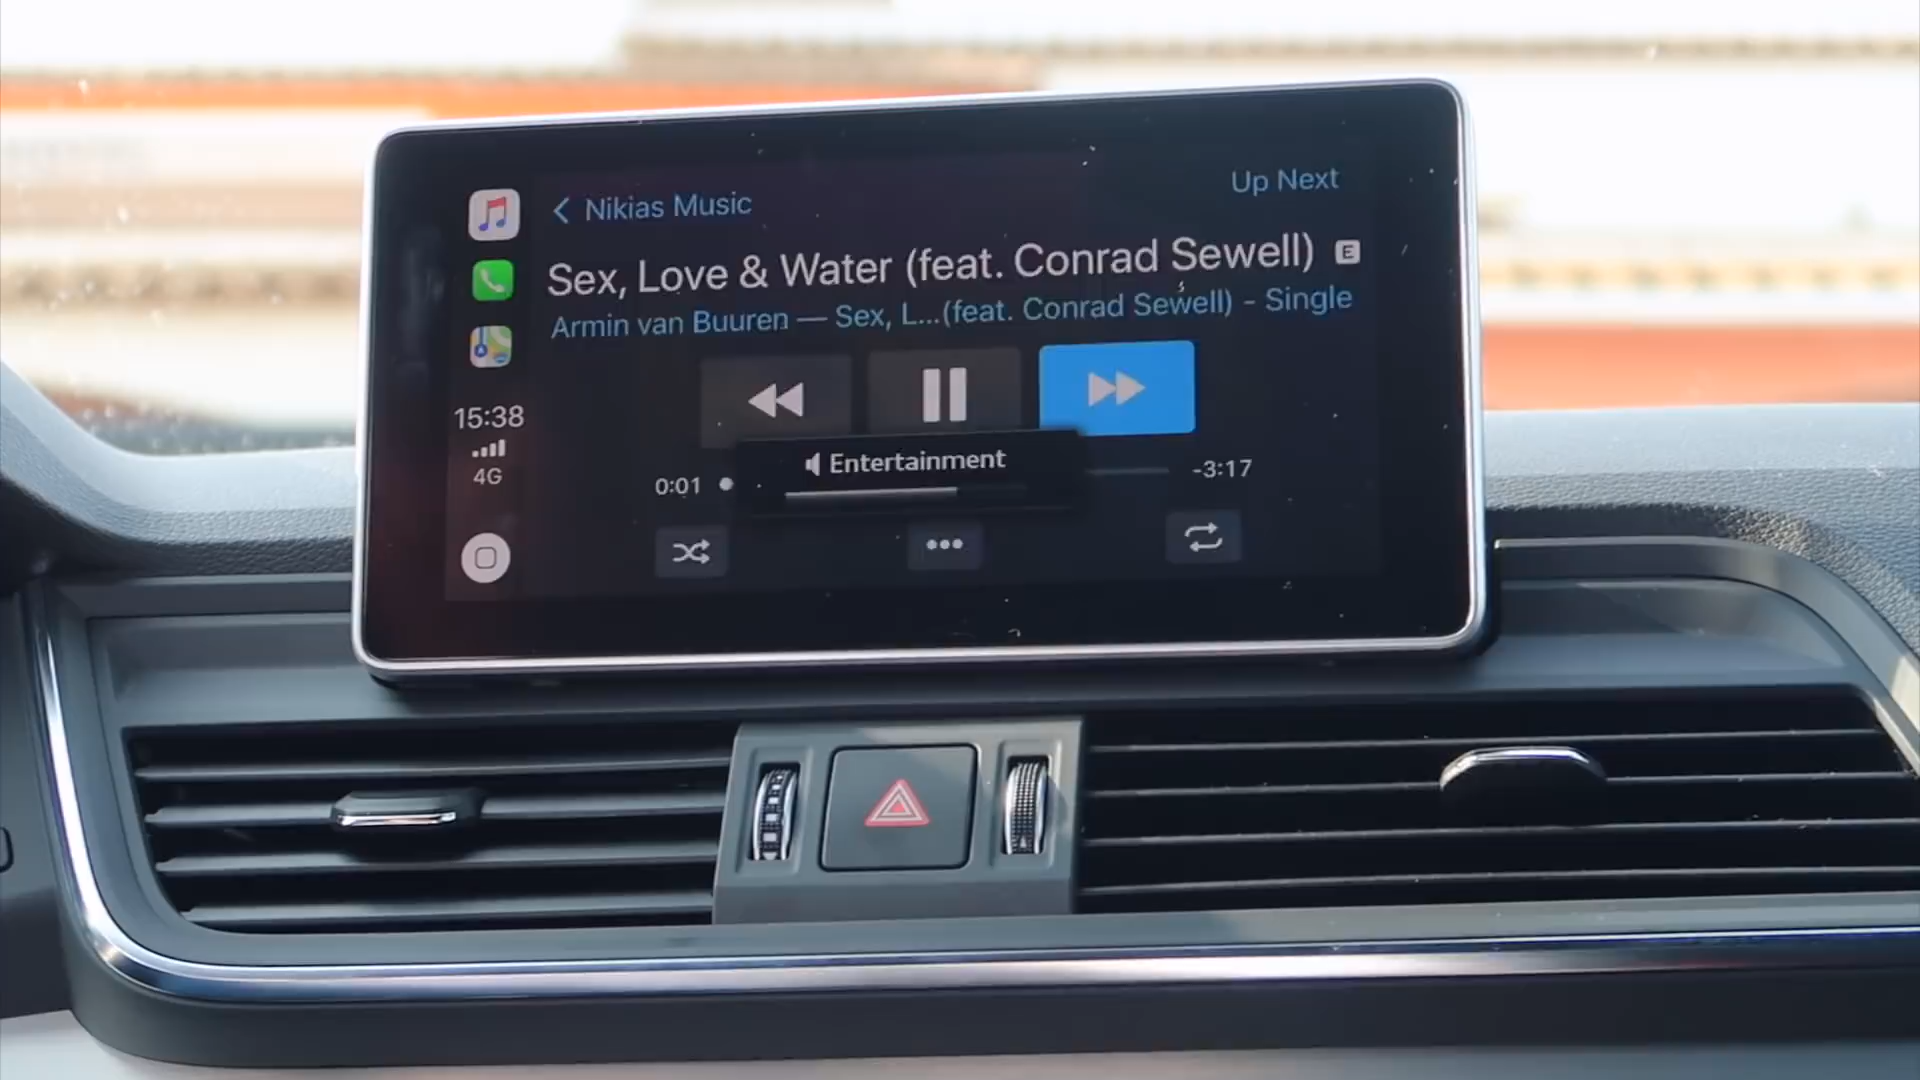 Nikias Music
Up Next
Sex, Love & Water (feat. Conrad Sewell) E
Armin van Buuren — Sex, L...(feat. Conrad Sewell) - Single
15:38
4G
Entertainment
0:01
-3:17